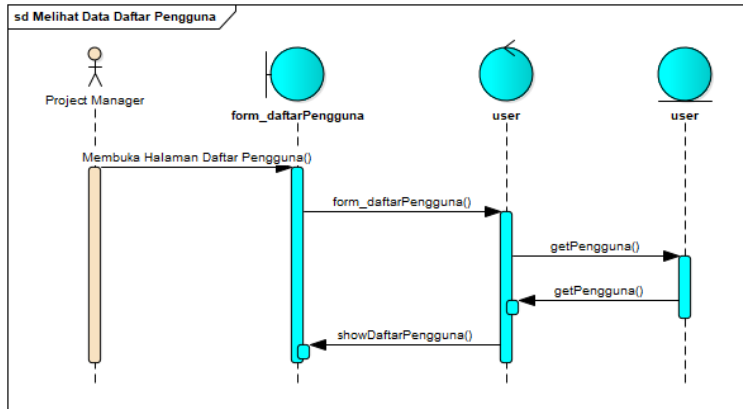 sd Melihat Data Daftar Pengguna
Project Manager
form_daftarPengguna
user
user
Membuka Halaman Daftar Pengguna()
form_daftarPengguna()
getPengguna()
getPengguna()
showDaftarPengguna()